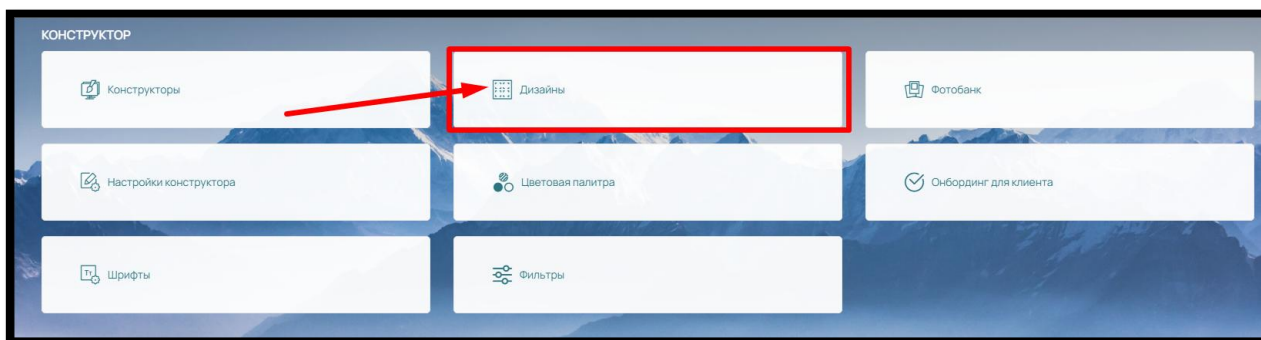 КОНСТРУКТОР
Конструкторы
Дизайны
Фотобанк
Настройки конструктора
Цветовая палитра
Онбординг для клиента
Шрифты
Фильтры